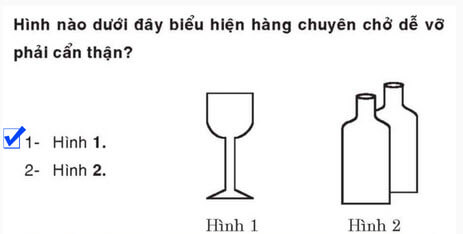 Hình nào dưới đây biểu hiện hàng chuyên chở dễ vỡ
phải cẩn thận?
1- Hình 1.
2- Hình 2.
Hình 1
Hình 2